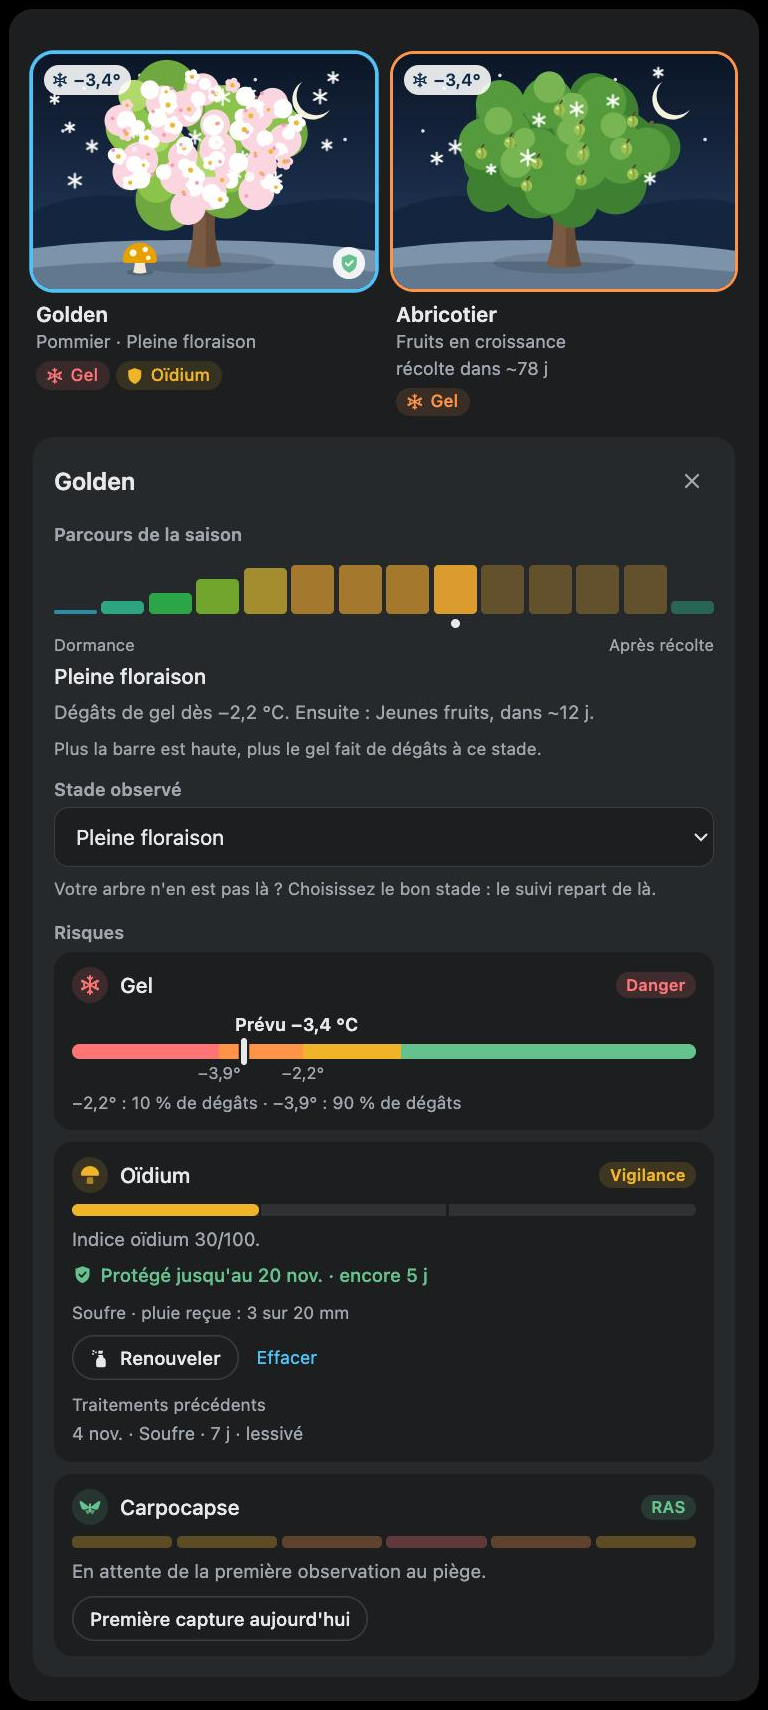 −3,4°
−3,4°
Golden
Pommier · Pleine floraison
Gel
Oïdium
Abricotier
Fruits en croissance
récolte dans ~78 j
Gel
Golden
Parcours de la saison
Dormance
Après récolte
Pleine floraison
Dégâts de gel dès −2,2 °C. Ensuite : Jeunes fruits, dans ~12 j.
Plus la barre est haute, plus le gel fait de dégâts à ce stade.
Stade observé
Pleine floraison
Votre arbre n'en est pas là ? Choisissez le bon stade : le suivi repart de là.
Risques
Gel
Danger
Prévu −3,4 °C
−3,9°
−2,2°
−2,2° : 10 % de dégâts · −3,9° : 90 % de dégâts
Oïdium
Vigilance
Indice oïdium 30/100.
Protégé jusqu'au 20 nov. · encore 5 j
Soufre · pluie reçue : 3 sur 20 mm
Renouveler
Effacer
Traitements précédents
4 nov. · Soufre · 7 j · lessivé
Carpocapse
RAS
En attente de la première observation au piège.
Première capture aujourd'hui